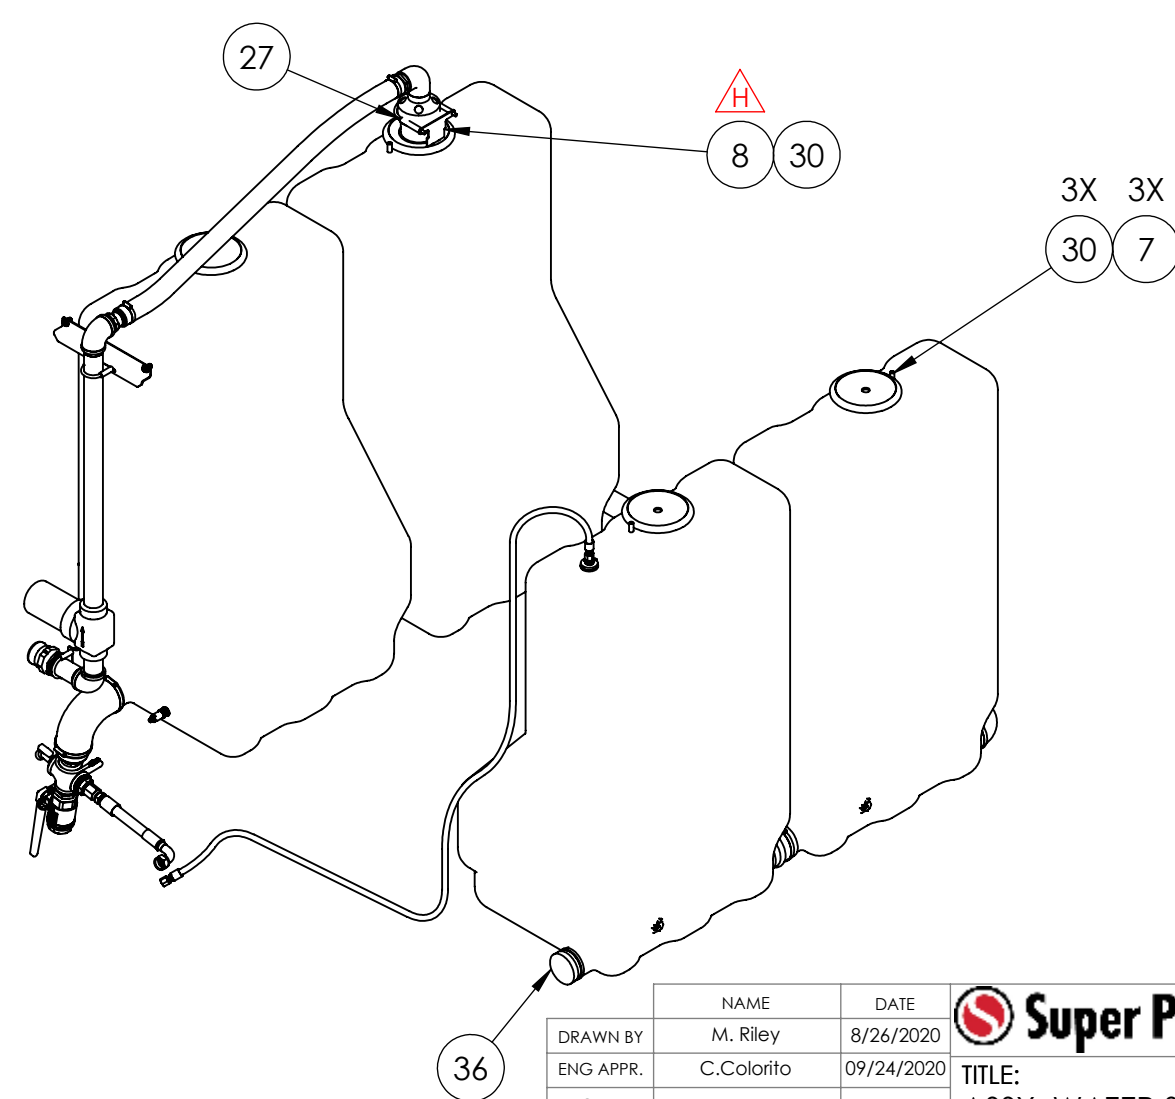 27
H
8 30
3X 3X
30 7
36
NAME DATE
DRAWN BY M. Riley 8/26/2020
ENG APPR. C.Colorito 09/24/2020
Super P
TITLE: